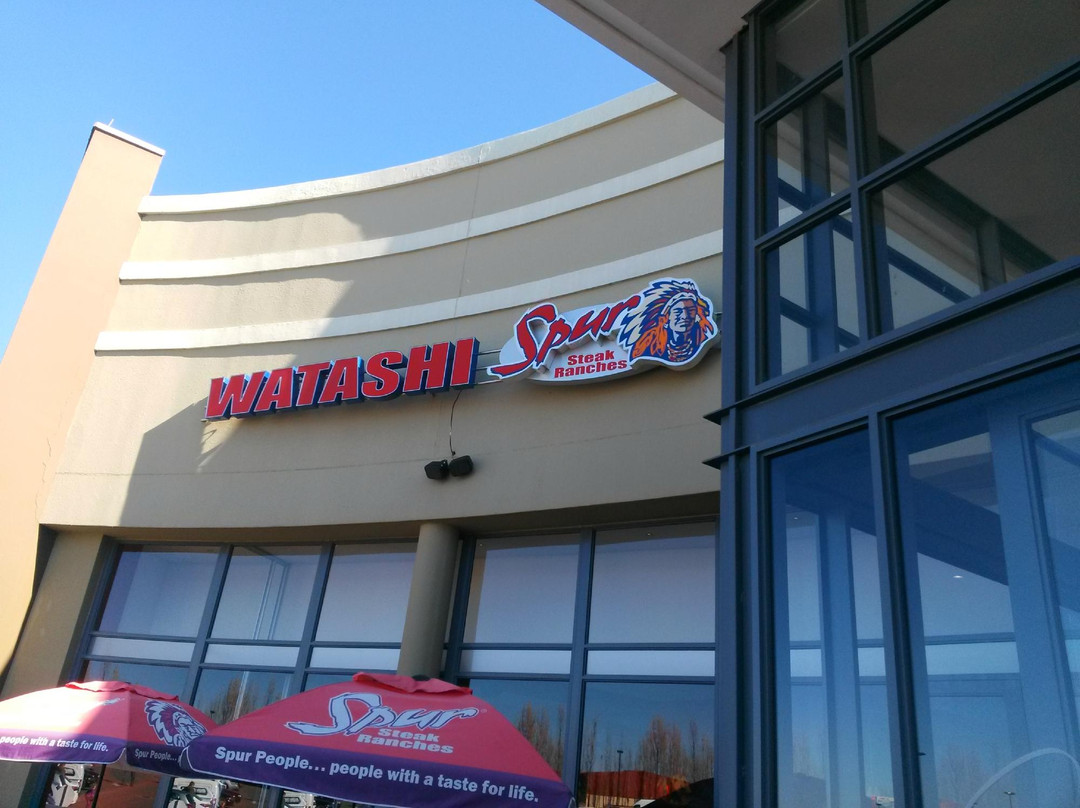 WATASHI
Spur
Steak
Ranches
Spur
Steak
Ranches
people with a taste for life.
Spur People...
Spur People... people with a taste for life.